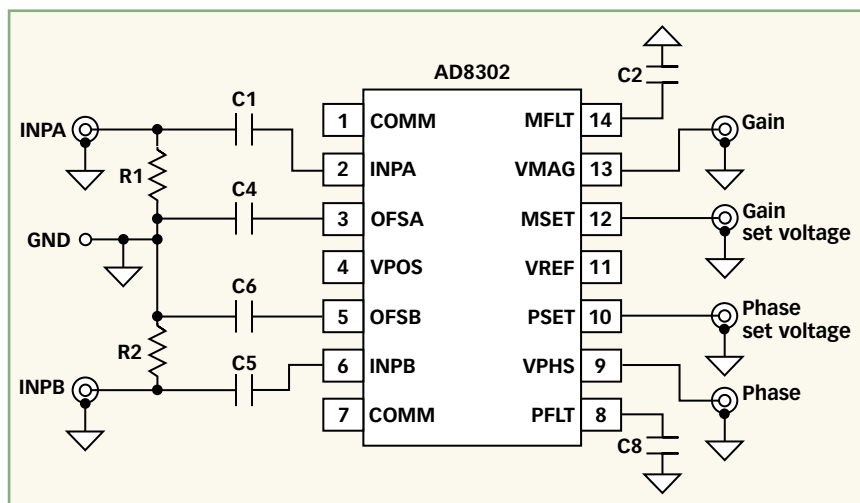 AD8302
C2
C1
INPA
1 COMM MFLT 14
Gain
R1
2 INPA VMAG 13
C4
3 OFSA MSET 12
Gain
set voltage
GND
4 VPOS VREF 11
C6
5 OFSB PSET 10
Phase
set voltage
R2
C5
6 INPB VPHS 9
INPB
Phase
7 COMM PFLT 8
C8